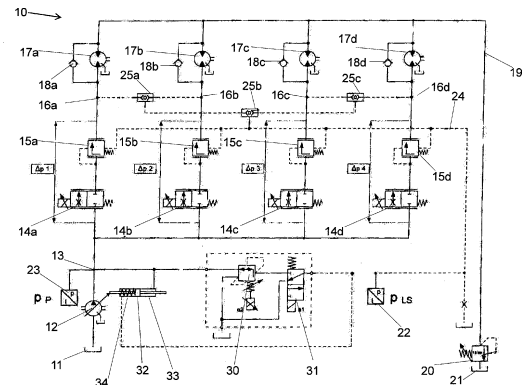 10
17a
17b
17c
17d
18a
18b
18c
18d
19
25a
25b
25c
16a
16b
16c
16d
24
15a
15b
15c
15d
Δp 1
Δp 2
Δp 3
Δp 4
14a
14b
14c
14d
13
23
p P
12
11
34
32
33
30
31
p LS
22
20
21